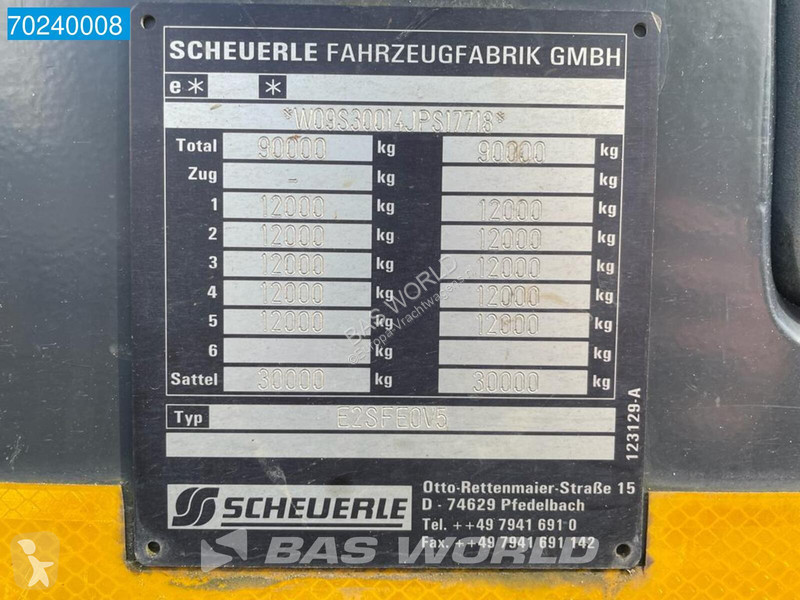 70240008
SCHEUERLE FAHRZEUGFABRIK GMBH
e* *
*W09S30014JPS17718*
Total 90000 kg 90000 kg
Zug - kg kg
1 12000 kg 12000 kg
2 12000 kg 12000 kg
3 12000 kg 12000 kg
4 12000 kg 12000 kg
5 12000 kg 12000 kg
6 kg kg
Sattel 30000 kg 30000 kg
Typ E2SFE0V5
123129-A
SCHEUERLE
Otto-Rettenmaier-Straße 15
D - 74629 Pfedelbach
Tel. ++49 7941 691 0
Fax. ++49 7941 691 142
BAS WORLD
BAS WORLD